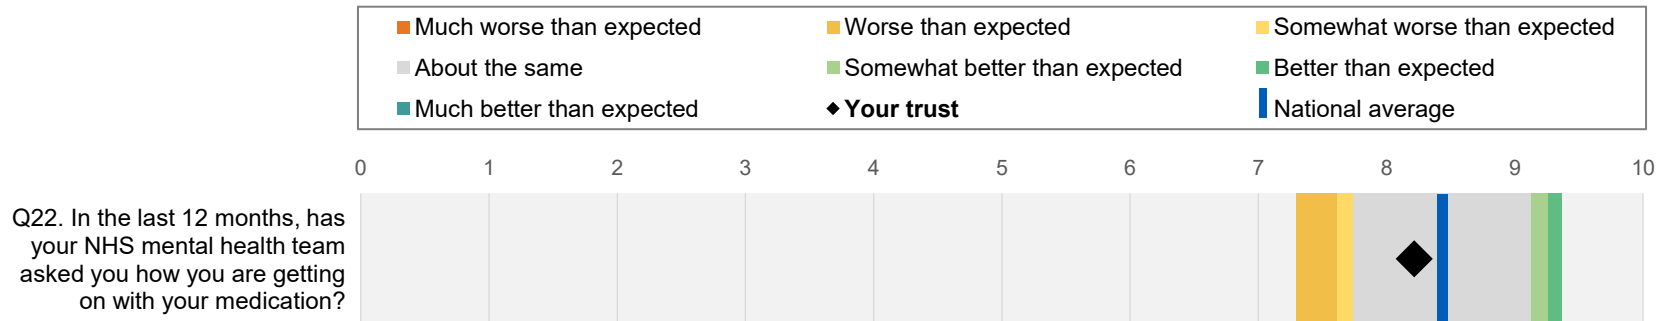 Much worse than expected
Worse than expected
Somewhat worse than expected
About the same
Somewhat better than expected
Better than expected
Much better than expected
Your trust
National average
0 1 2 3 4 5 6 7 8 9 10
Q22. In the last 12 months, has
your NHS mental health team
asked you how you are getting
on with your medication?